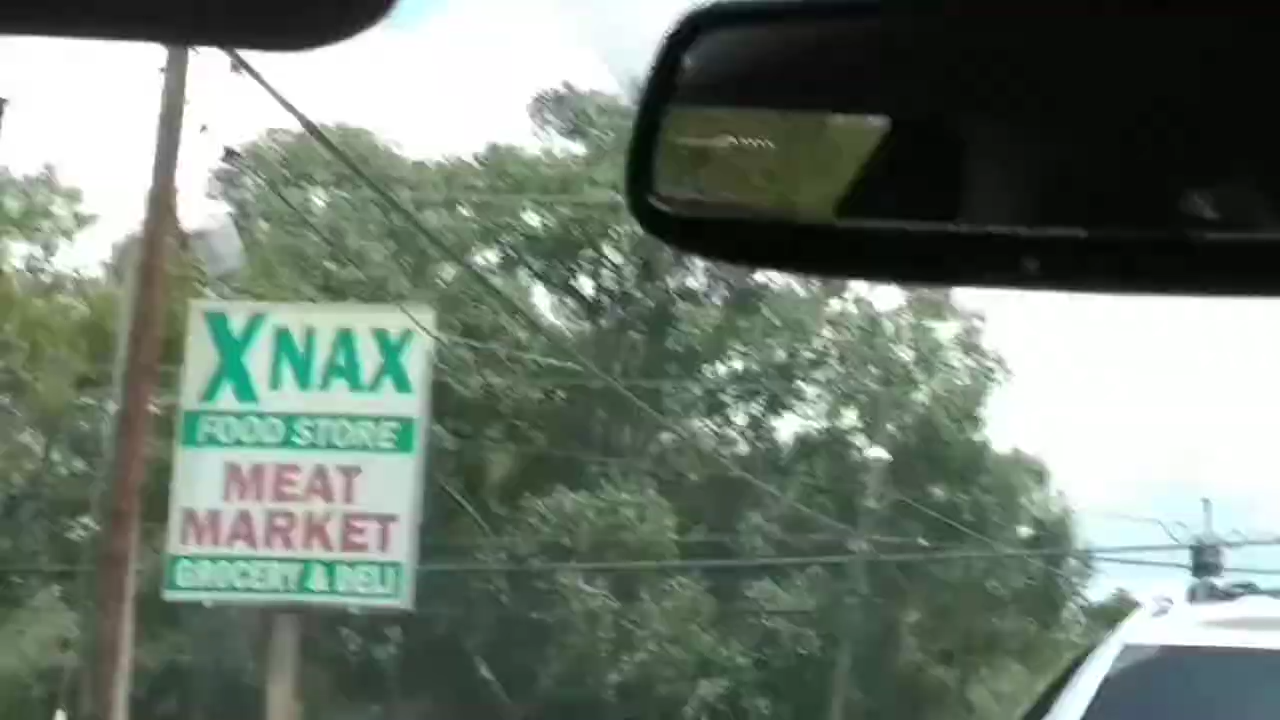 XNAX
FOOD STORE
MEAT
MARKET
GROCERY & DELI